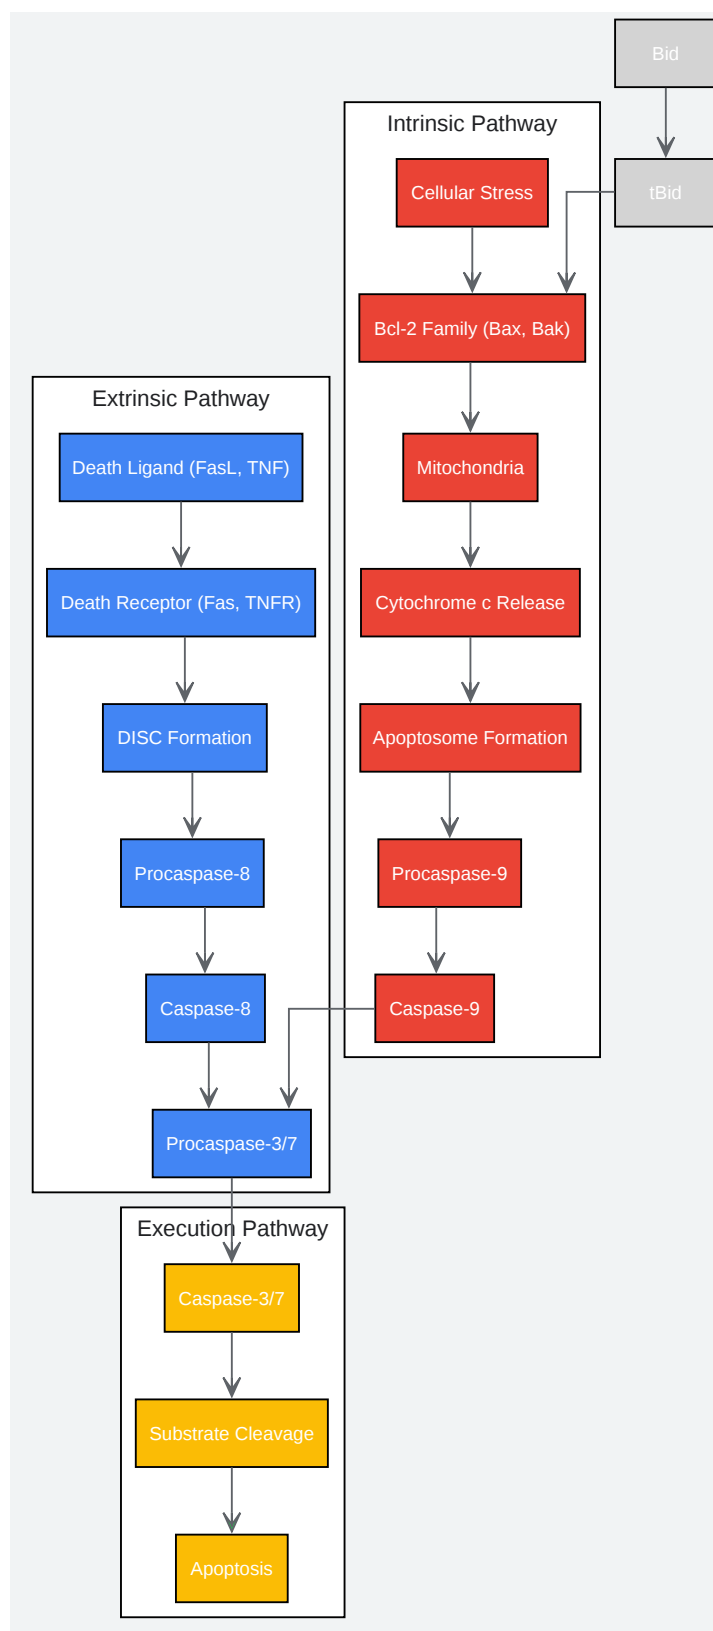 Bid
tBid
Intrinsic Pathway
Cellular Stress
Bcl-2 Family (Bax, Bak)
Mitochondria
Cytochrome c Release
Apoptosome Formation
Procaspase-9
Caspase-9
Extrinsic Pathway
Death Ligand (FasL, TNF)
Death Receptor (Fas, TNFR)
DISC Formation
Procaspase-8
Caspase-8
Procaspase-3/7
Execution Pathway
Caspase-3/7
Substrate Cleavage
Apoptosis